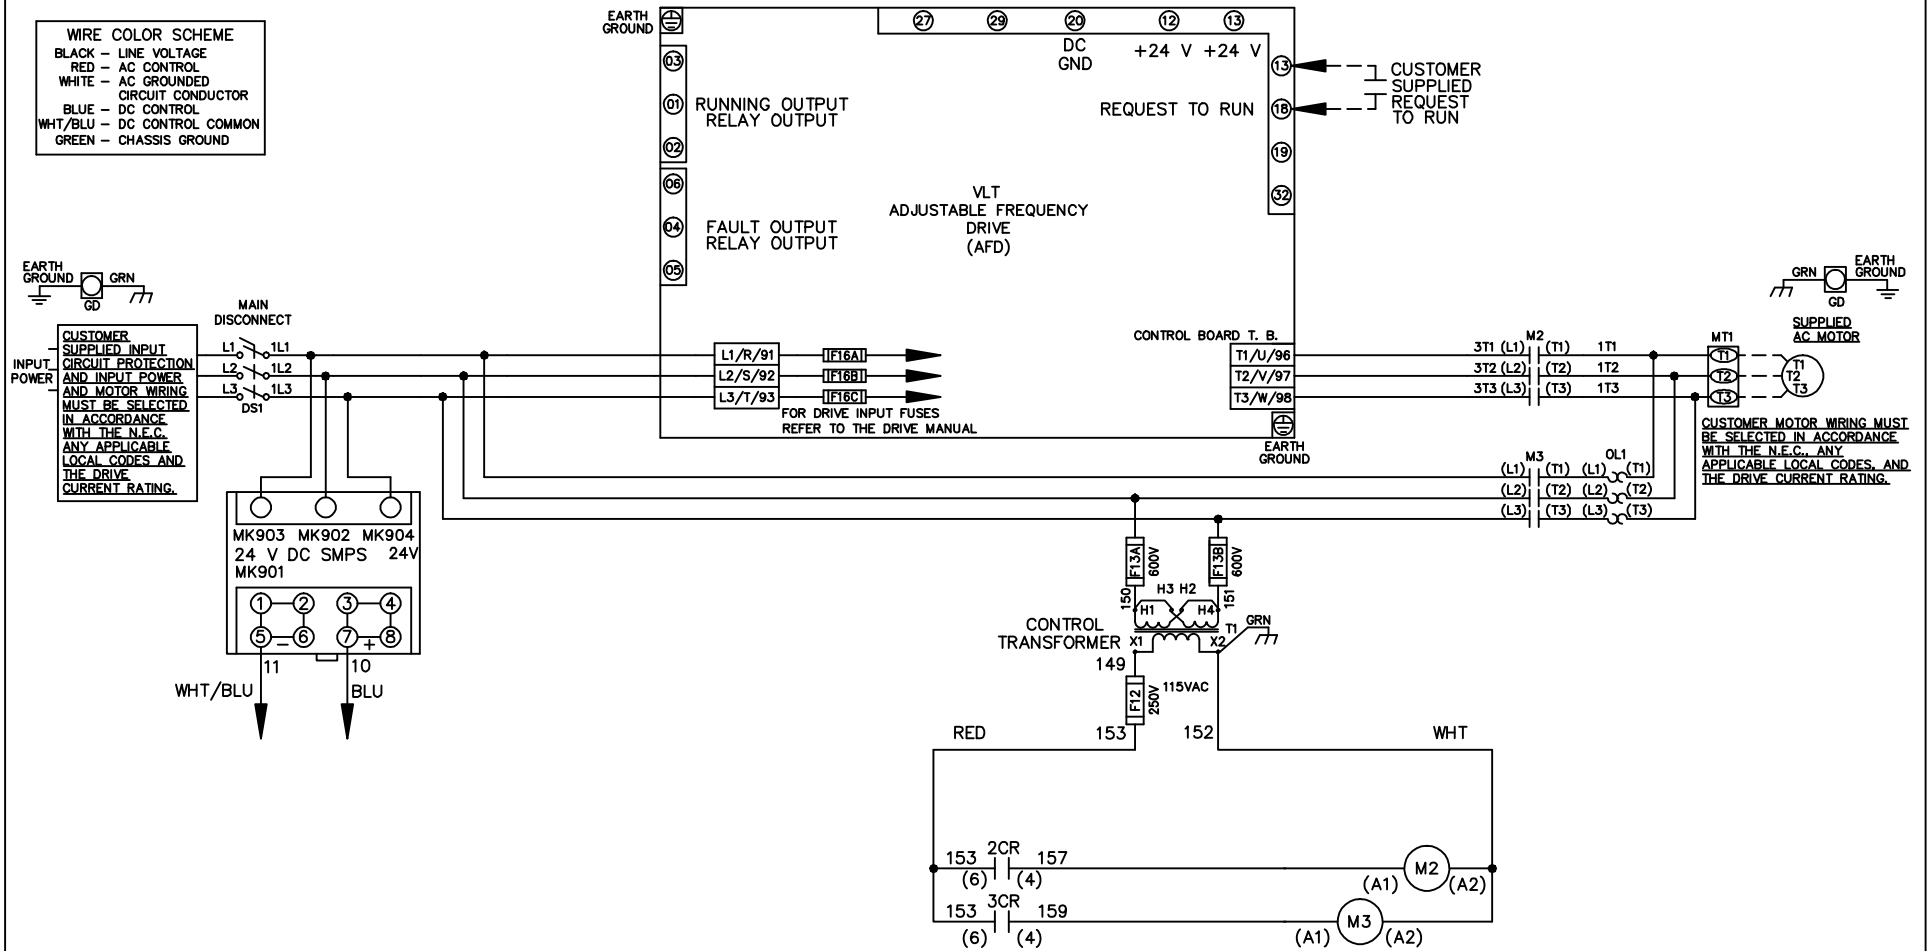 WIRE COLOR SCHEME
BLACK – LINE VOLTAGE
RED – AC CONTROL
WHITE – AC GROUNDED
CIRCUIT CONDUCTOR
BLUE – DC CONTROL
WHT/BLU – DC CONTROL COMMON
GREEN – CHASSIS GROUND
EARTH
GROUND
27
29
20
12
13
DC
GND
+24 V
+24 V
03
01
02
RUNNING OUTPUT
RELAY OUTPUT
06
04
05
FAULT OUTPUT
RELAY OUTPUT
VLT
ADJUSTABLE FREQUENCY
DRIVE
(AFD)
REQUEST TO RUN
13
18
19
32
CUSTOMER
SUPPLIED
REQUEST
TO RUN
EARTH
GROUND
GRN
GD
INPUT
POWER
CUSTOMER
SUPPLIED INPUT
CIRCUIT PROTECTION
AND INPUT POWER
AND MOTOR WIRING
MUST BE SELECTED
IN ACCORDANCE
WITH THE N.E.C.
ANY APPLICABLE
LOCAL CODES AND
THE DRIVE
CURRENT RATING.
MAIN
DISCONNECT
L1 1L1
L2 1L2
L3 1L3
DS1
L1/R/91
L2/S/92
L3/T/93
F16A
F16B
F16C
FOR DRIVE INPUT FUSES
REFER TO THE DRIVE MANUAL
CONTROL BOARD T. B.
T1/U/96
T2/V/97
T3/W/98
EARTH
GROUND
M2
3T1 (L1) (T1) 1T1
3T2 (L2) (T2) 1T2
3T3 (L3) (T3) 1T3
GRN
EARTH
GROUND
GD
SUPPLIED
AC MOTOR
MT1
T1
T2
T3
T1
T2
T3
CUSTOMER MOTOR WIRING MUST
BE SELECTED IN ACCORDANCE
WITH THE N.E.C., ANY
APPLICABLE LOCAL CODES, AND
THE DRIVE CURRENT RATING.
M3
OL1
(L1) (T1) (L1) (T1)
(L2) (T2) (L2) (T2)
(L3) (T3) (L3) (T3)
MK903 MK902 MK904
24 V DC SMPS 24V
MK901
1 2 3 4
5 – 6 7 + 8
11
10
WHT/BLU
BLU
F13A
600V
F13B
600V
150
151
H3 H2
H1
H4
T1
GRN
CONTROL
TRANSFORMER
X1
X2
149
F12
250V
115VAC
153
152
RED
WHT
153 2CR 157
(6) (4)
M2
(A1) (A2)
153 3CR 159
(6) (4)
M3
(A1) (A2)